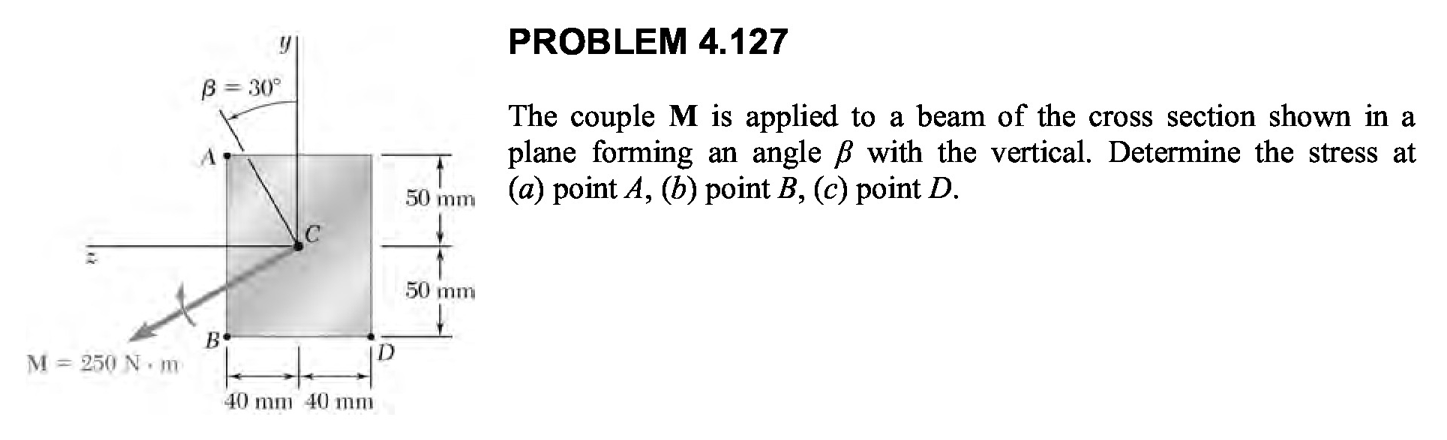 PROBLEM 4.127
The couple M is applied to a beam of the cross section shown in a
plane forming an angle β with the vertical. Determine the stress at
(a) point A, (b) point B, (c) point D.
y
β = 30°
A
50 mm
C
z
50 mm
B
D
M = 250 N · m
40 mm 40 mm